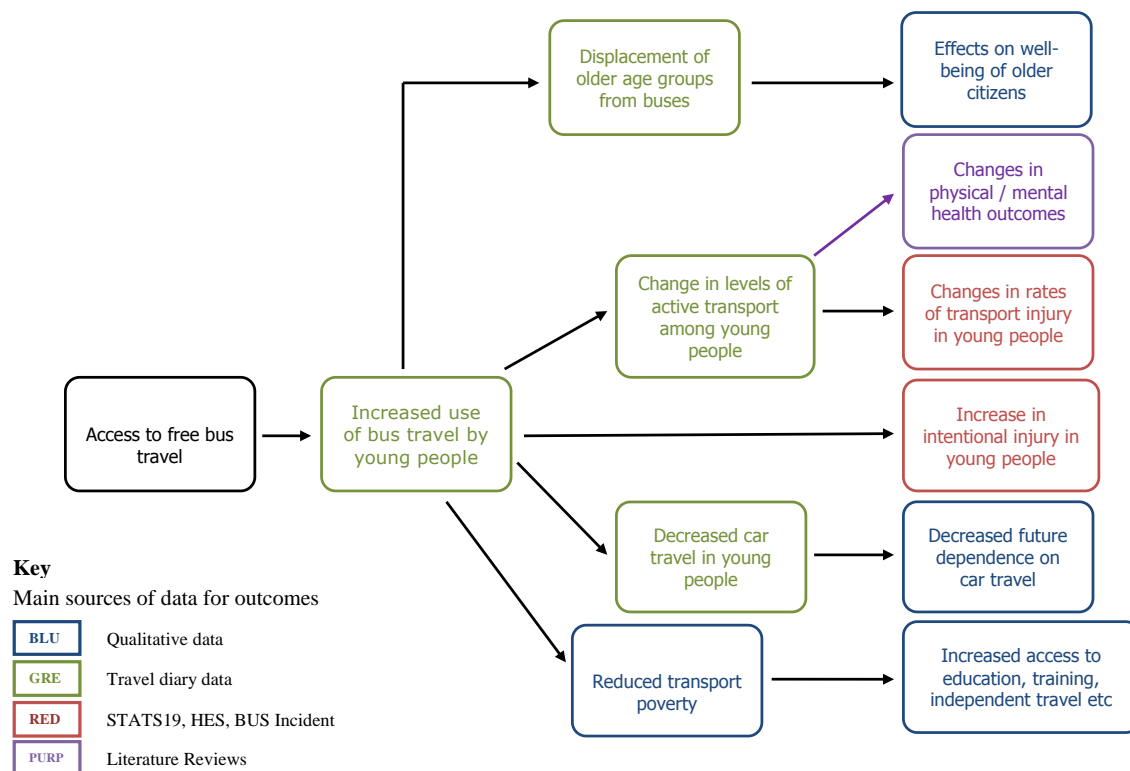 Displacement of
older age groups
from buses
Effects on well-
being of older
citizens
Changes in
physical / mental
health outcomes
Change in levels of
active transport
among young
people
Changes in rates
of transport injury
in young people
Access to free bus
travel
Increased use
of bus travel by
young people
Increase in
intentional injury in
young people
Decreased car
travel in young
people
Decreased future
dependence on
car travel
Reduced transport
poverty
Increased access to
education, training,
independent travel etc
Key
Main sources of data for outcomes
BLU Qualitative data
GRE Travel diary data
RED STATS19, HES, BUS Incident
PURP Literature Reviews